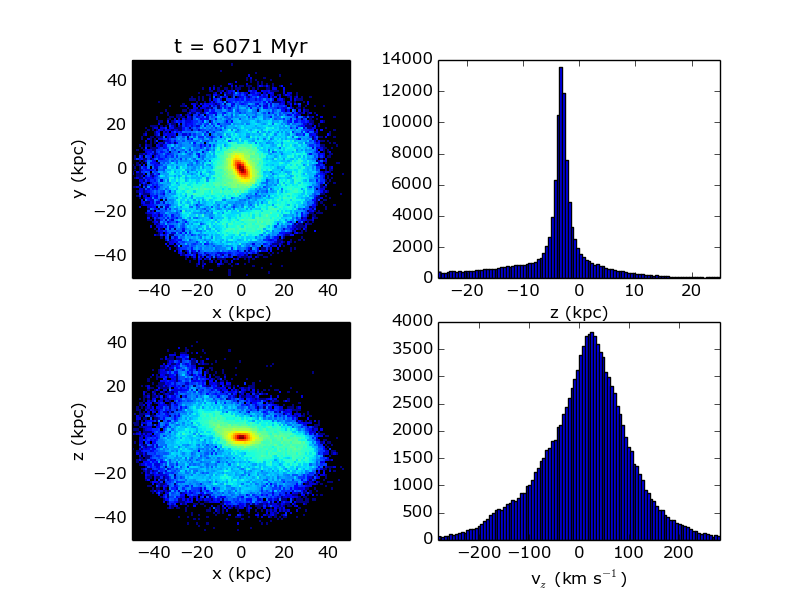 t = 6071 Myr
40
20
0
−20
−40
y (kpc)
−40 −20 0 20 40
x (kpc)
14000
12000
10000
8000
6000
4000
2000
0
−20 −10 0 10 20
z (kpc)
40
20
0
−20
−40
z (kpc)
−40 −20 0 20 40
x (kpc)
4000
3500
3000
2500
2000
1500
1000
500
0
−200 −100 0 100 200
v_z (km s⁻¹)